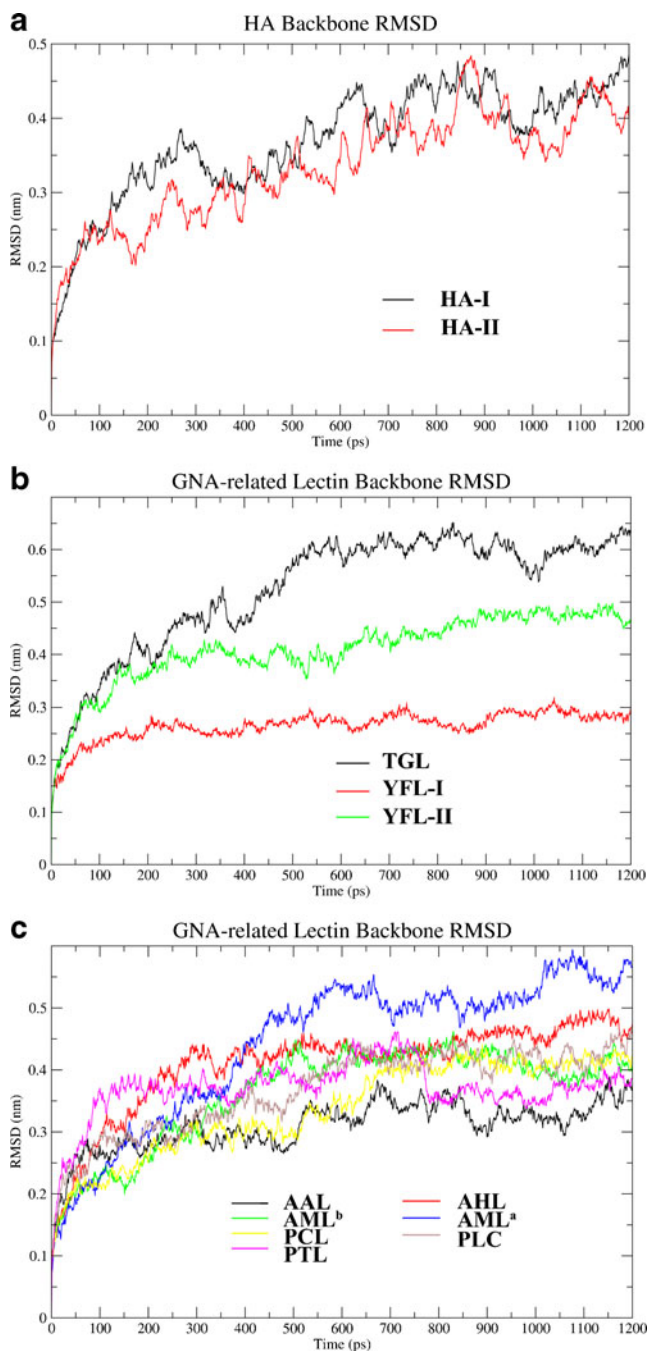 a
HA Backbone RMSD
0.5
0.4
0.3
0.2
0.1
0
RMSD (nm)
HA-I
HA-II
0 100 200 300 400 500 600 700 800 900 1000 1100 1200
Time (ps)
b
GNA-related Lectin Backbone RMSD
0.6
0.5
0.4
0.3
0.2
0.1
0
RMSD (nm)
TGL
YFL-I
YFL-II
0 100 200 300 400 500 600 700 800 900 1000 1100 1200
Time (ps)
c
GNA-related Lectin Backbone RMSD
0.5
0.4
0.3
0.2
0.1
0
RMSD (nm)
AAL AHL
AMLᵇ AMLᵃ
PCL PLC
PTL
0 100 200 300 400 500 600 700 800 900 1000 1100 1200
Time (ps)